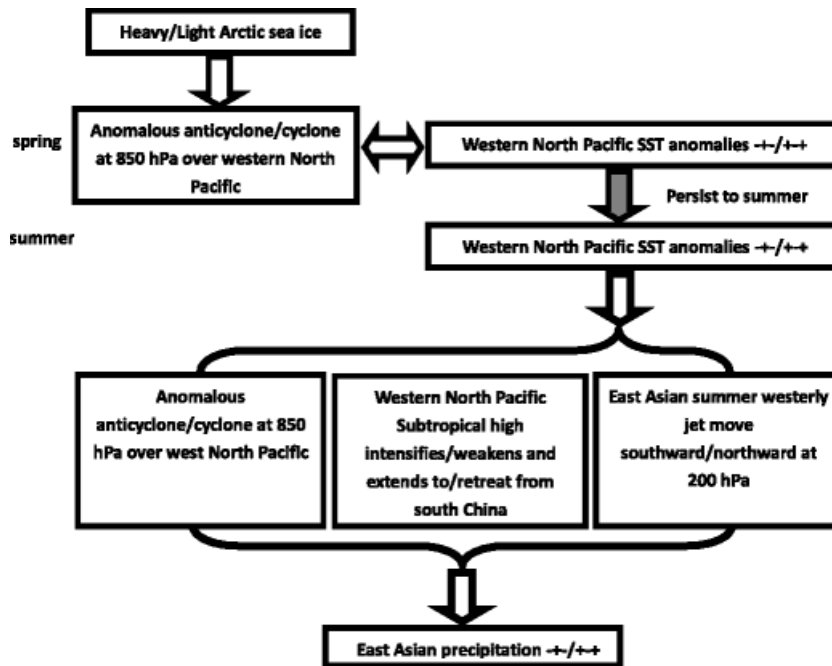 Heavy/Light Arctic sea ice
spring
Anomalous anticyclone/cyclone
at 850 hPa over western North
Pacific
Western North Pacific SST anomalies -+-/+-+
Persist to summer
summer
Western North Pacific SST anomalies -+-/+-+
Anomalous
anticyclone/cyclone at 850
hPa over west North Pacific
Western North Pacific
Subtropical high
intensifies/weakens and
extends to/retreat from
south China
East Asian summer westerly
jet move
southward/northward at
200 hPa
East Asian precipitation -+-/+-+